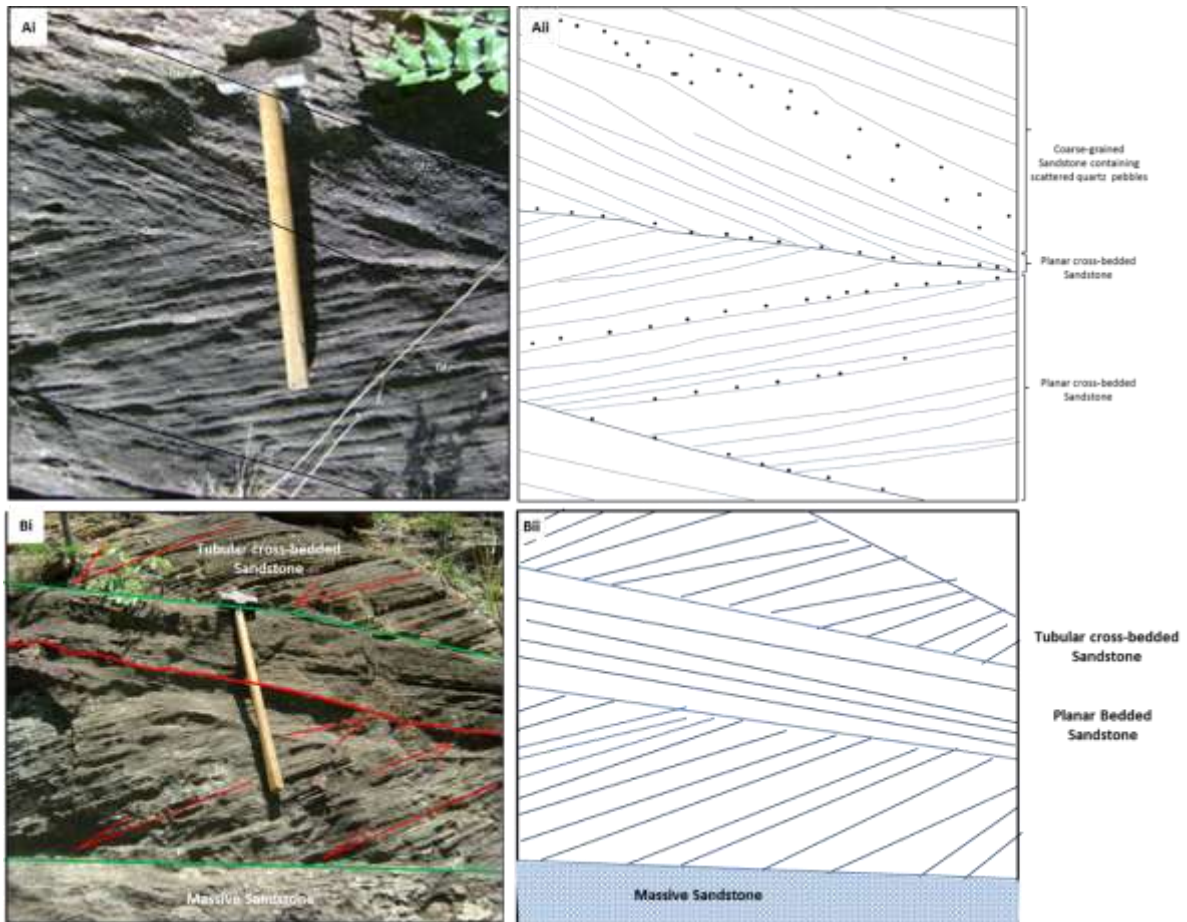 Ai
Aii
Coarse-grained
Sandstone containing
scattered quartz pebbles
Planar cross-bedded
Sandstone
Planar cross-bedded
Sandstone
Bi
Tubular cross-bedded
Sandstone
Massive Sandstone
Bii
Tubular cross-bedded
Sandstone
Planar Bedded
Sandstone
Massive Sandstone